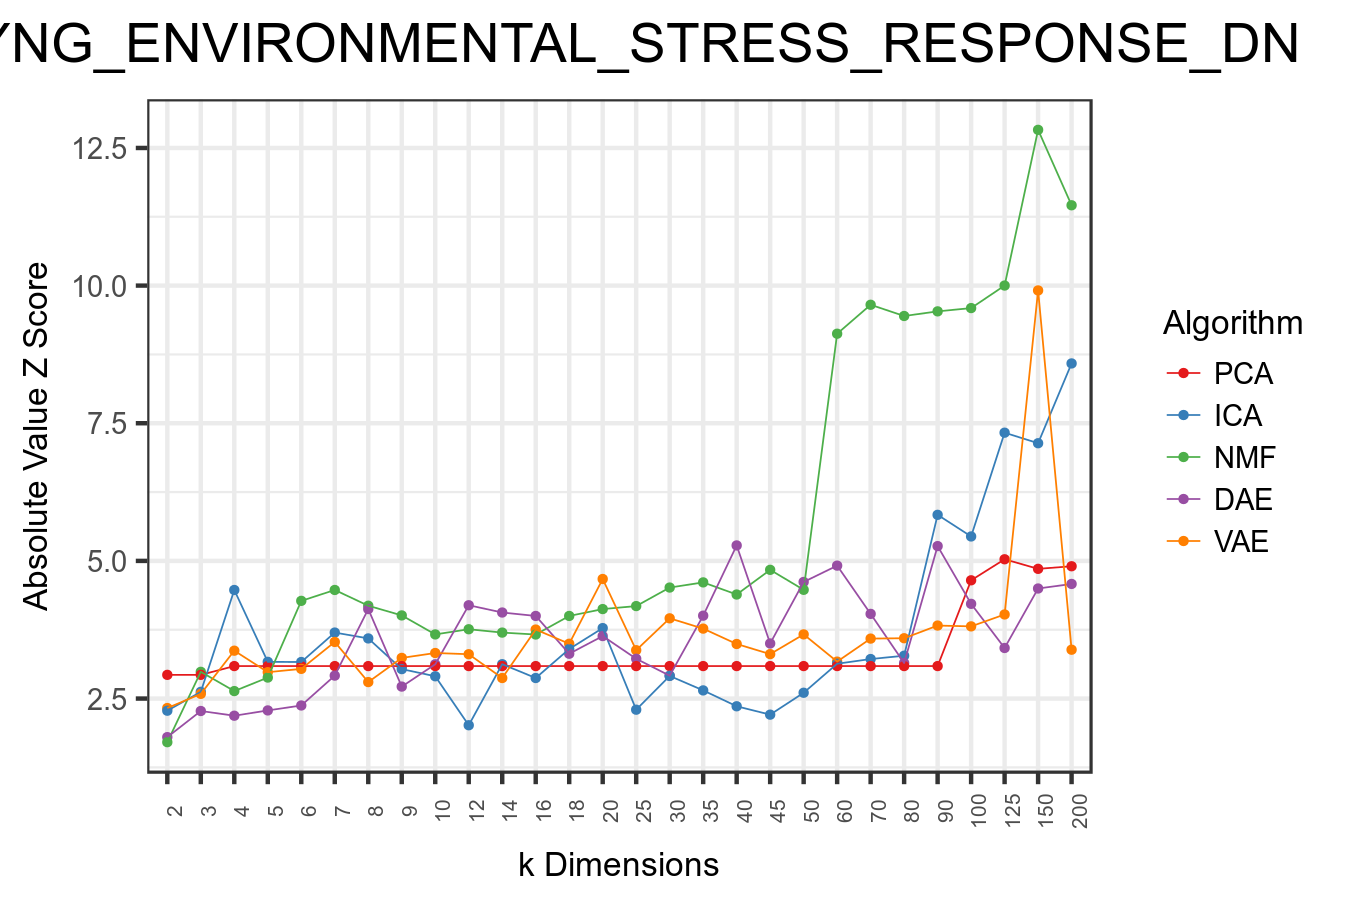 YNG_ENVIRONMENTAL_STRESS_RESPONSE_DN
12.5
10.0
7.5
5.0
2.5
Absolute Value Z Score
2 3 4 5 6 7 8 9 10 12 14 16 18 20 25 30 35 40 45 50 60 70 80 90 100 125 150 200
k Dimensions
Algorithm
PCA
ICA
NMF
DAE
VAE